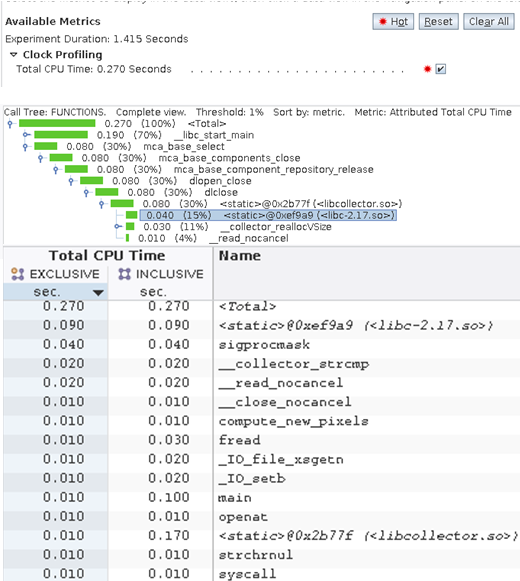 Available Metrics
Hot Reset Clear All
Experiment Duration: 1.415 Seconds
Clock Profiling
Total CPU Time: 0.270 Seconds
Call Tree: FUNCTIONS. Complete view. Threshold: 1% Sort by: metric. Metric: Attributed Total CPU Time
0.270 (100%) <Total>
0.190 (70%) __libc_start_main
0.080 (30%) mca_base_select
0.080 (30%) mca_base_components_close
0.080 (30%) mca_base_component_repository_release
0.080 (30%) dlopen_close
0.080 (30%) dlclose
0.080 (30%) <static>@0x2b77f (<libcollector.so>)
0.040 (15%) <static>@0xef9a9 (<libc-2.17.so>)
0.030 (11%) __collector_reallocVSize
0.010 (4%) __read_nocancel
Total CPU Time Name
EXCLUSIVE INCLUSIVE
sec. sec.
0.270 0.270 <Total>
0.090 0.090 <static>@0xef9a9 (<libc-2.17.so>)
0.040 0.040 sigprocmask
0.020 0.020 __collector_strcmp
0.020 0.020 __read_nocancel
0.010 0.010 __close_nocancel
0.010 0.010 compute_new_pixels
0.010 0.030 fread
0.010 0.020 _IO_file_xsgetn
0.010 0.020 _IO_setb
0.010 0.100 main
0.010 0.010 openat
0.010 0.170 <static>@0x2b77f (<libcollector.so>)
0.010 0.010 strchrnul
0.010 0.010 syscall